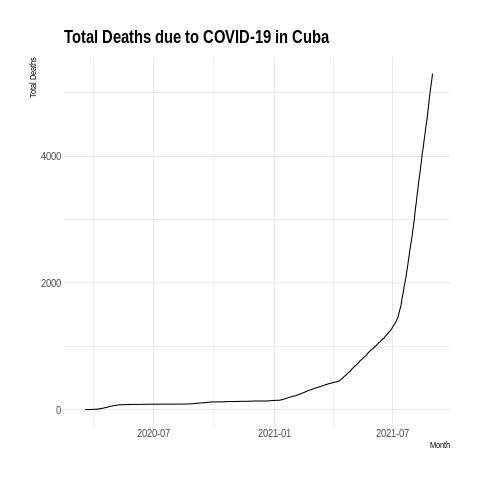 Total Deaths due to COVID-19 in Cuba
Total Deaths
4000
2000
0
2020-07
2021-01
2021-07
Month